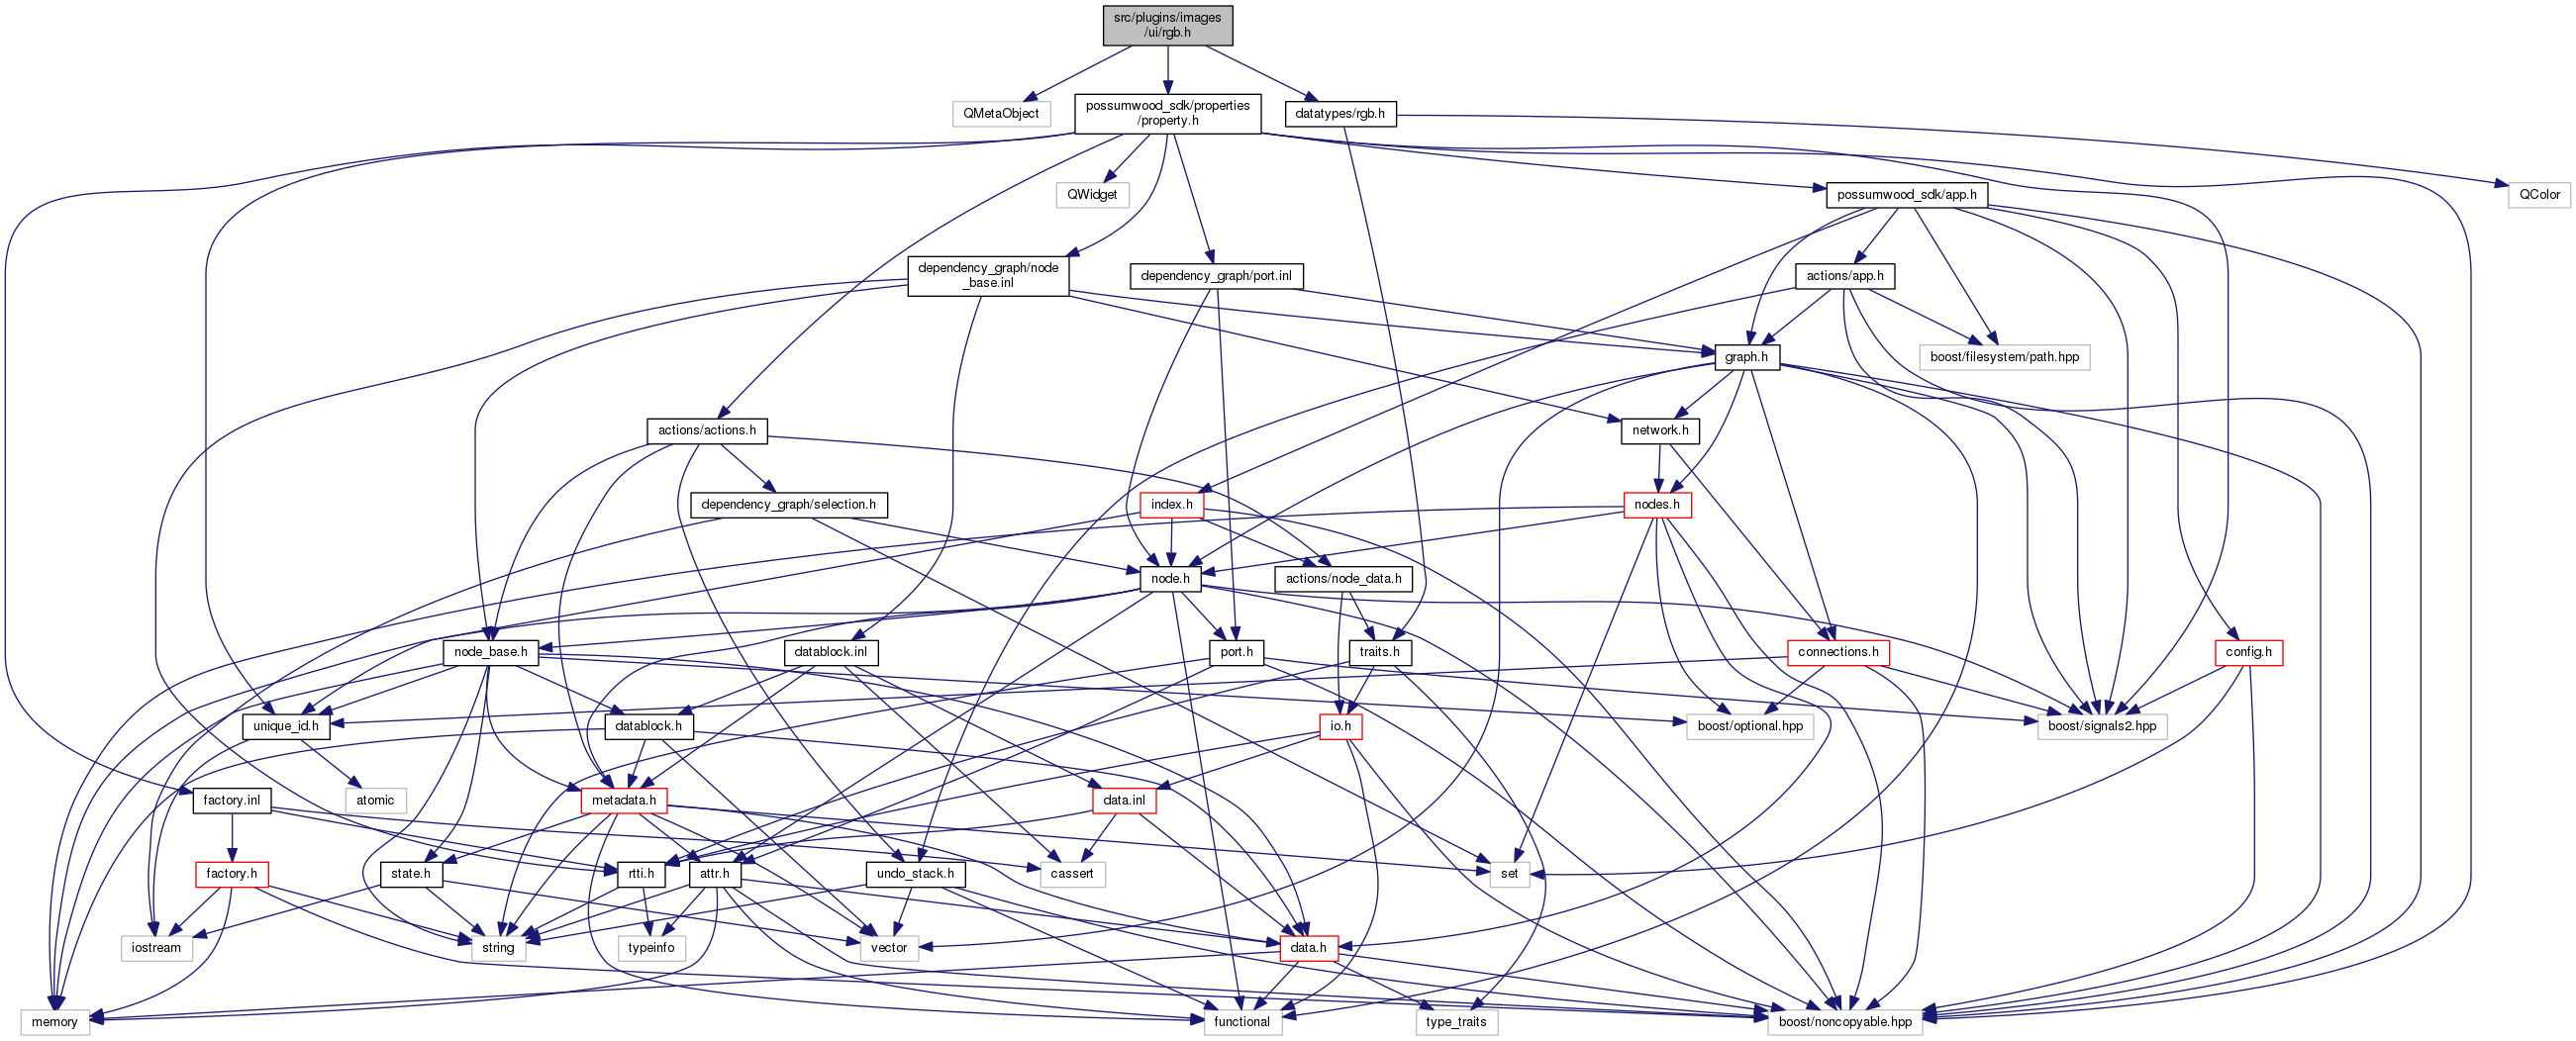 src/plugins/images
/ui/rgb.h
QMetaObject
possumwood_sdk/properties
/property.h
datatypes/rgb.h
QWidget
possumwood_sdk/app.h
QColor
dependency_graph/node
_base.inl
dependency_graph/port.inl
actions/app.h
graph.h
boost/filesystem/path.hpp
actions/actions.h
network.h
dependency_graph/selection.h
index.h
nodes.h
node.h
actions/node_data.h
node_base.h
datablock.inl
port.h
traits.h
connections.h
config.h
unique_id.h
datablock.h
io.h
boost/optional.hpp
boost/signals2.hpp
factory.inl
atomic
metadata.h
data.inl
factory.h
state.h
rtti.h
attr.h
undo_stack.h
cassert
set
iostream
string
typeinfo
vector
data.h
memory
functional
type_traits
boost/noncopyable.hpp